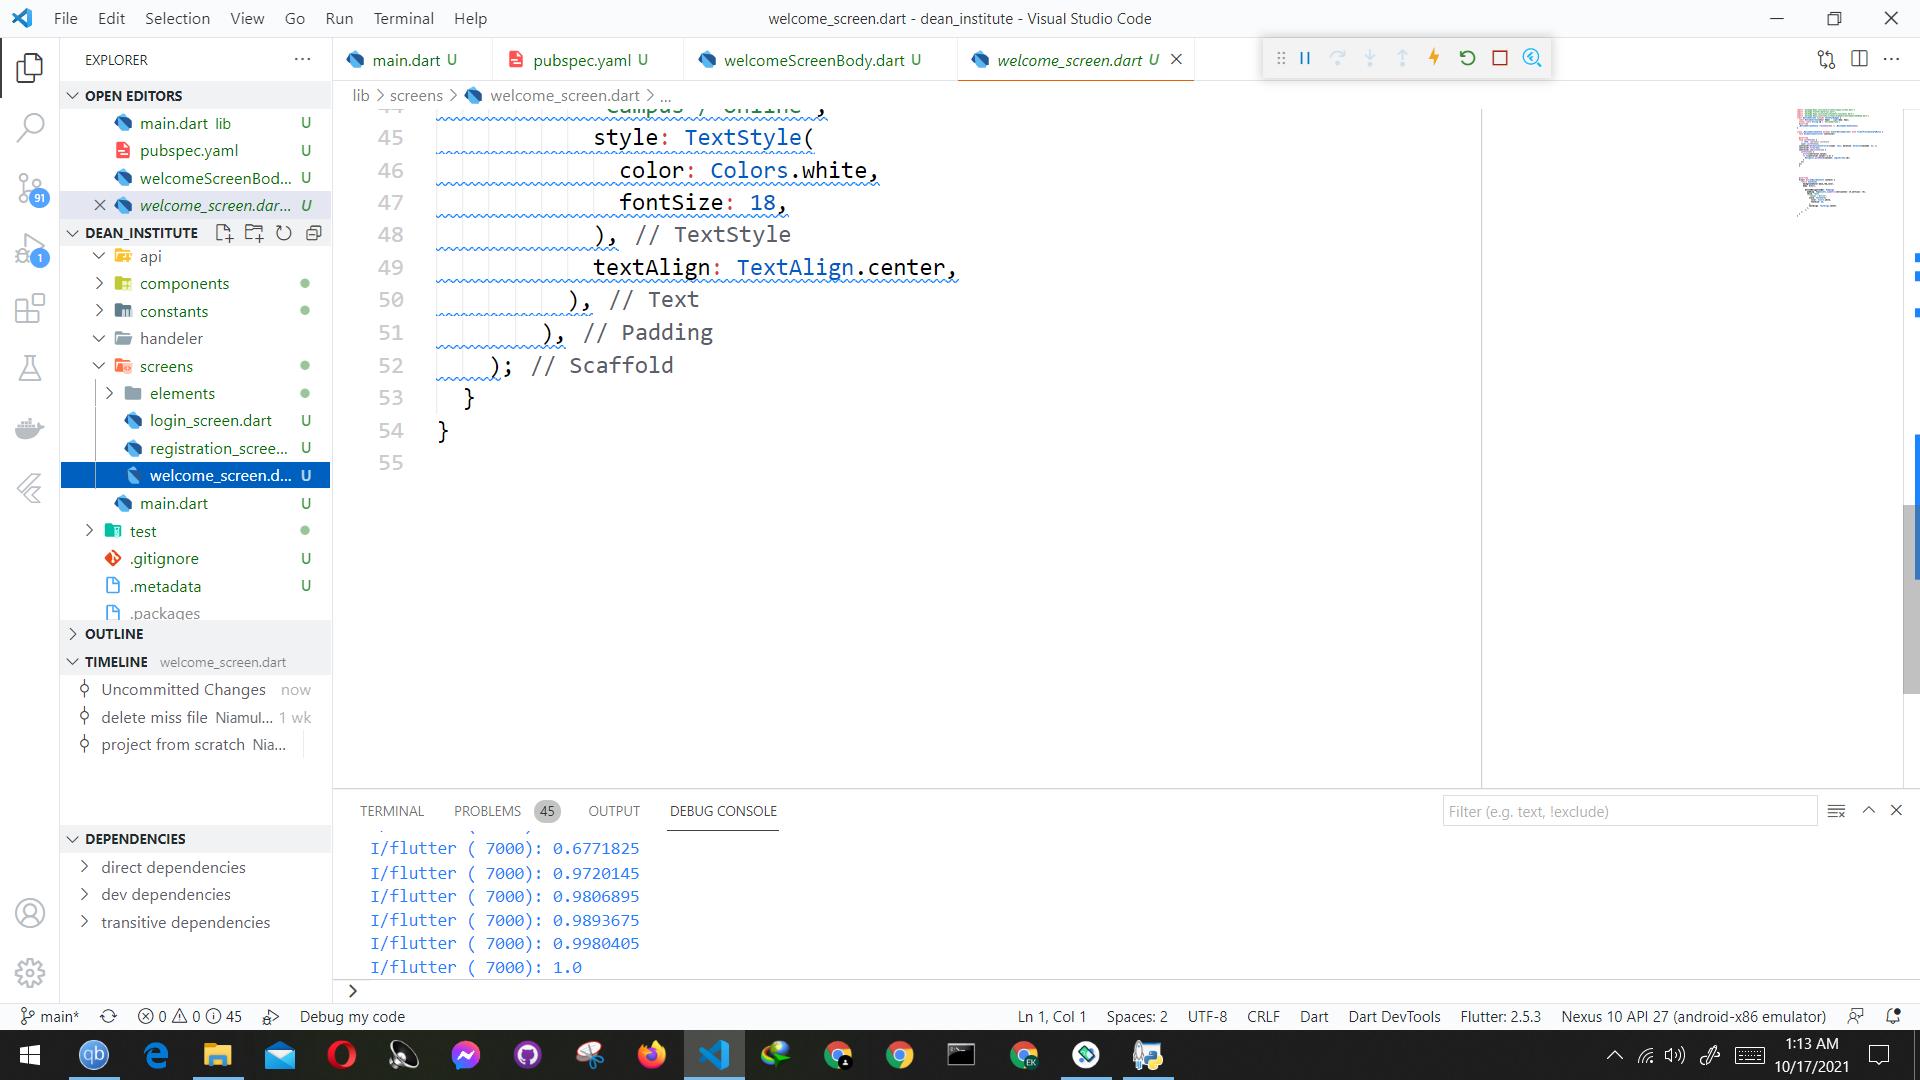 File Edit Selection View Go Run Terminal Help
welcome_screen.dart - dean_institute - Visual Studio Code
EXPLORER
main.dart U
pubspec.yaml U
welcomeScreenBody.dart U
welcome_screen.dart U
lib > screens > welcome_screen.dart > ...
OPEN EDITORS
main.dart lib U
pubspec.yaml U
welcomeScreenBod... U
welcome_screen.dar... U
DEAN_INSTITUTE
api
components
constants
handeler
screens
elements
login_screen.dart U
registration_scree... U
welcome_screen.d... U
main.dart U
test
.gitignore U
.metadata U
.packages
OUTLINE
TIMELINE welcome_screen.dart
Uncommitted Changes now
delete miss file Niamul... 1 wk
project from scratch Nia...
DEPENDENCIES
direct dependencies
dev dependencies
transitive dependencies
91
1
45 style: TextStyle(
46 color: Colors.white,
47 fontSize: 18,
48 ), // TextStyle
49 textAlign: TextAlign.center,
50 ), // Text
51 ), // Padding
52 ); // Scaffold
53 }
54 }
55
TERMINAL PROBLEMS 45 OUTPUT DEBUG CONSOLE
Filter (e.g. text, !exclude)
I/flutter ( 7000): 0.6771825
I/flutter ( 7000): 0.9720145
I/flutter ( 7000): 0.9806895
I/flutter ( 7000): 0.9893675
I/flutter ( 7000): 0.9980405
I/flutter ( 7000): 1.0
>
main* 0 0 45 Debug my code
Ln 1, Col 1 Spaces: 2 UTF-8 CRLF Dart Dart DevTools Flutter: 2.5.3 Nexus 10 API 27 (android-x86 emulator)
qb
EK
1:13 AM
10/17/2021